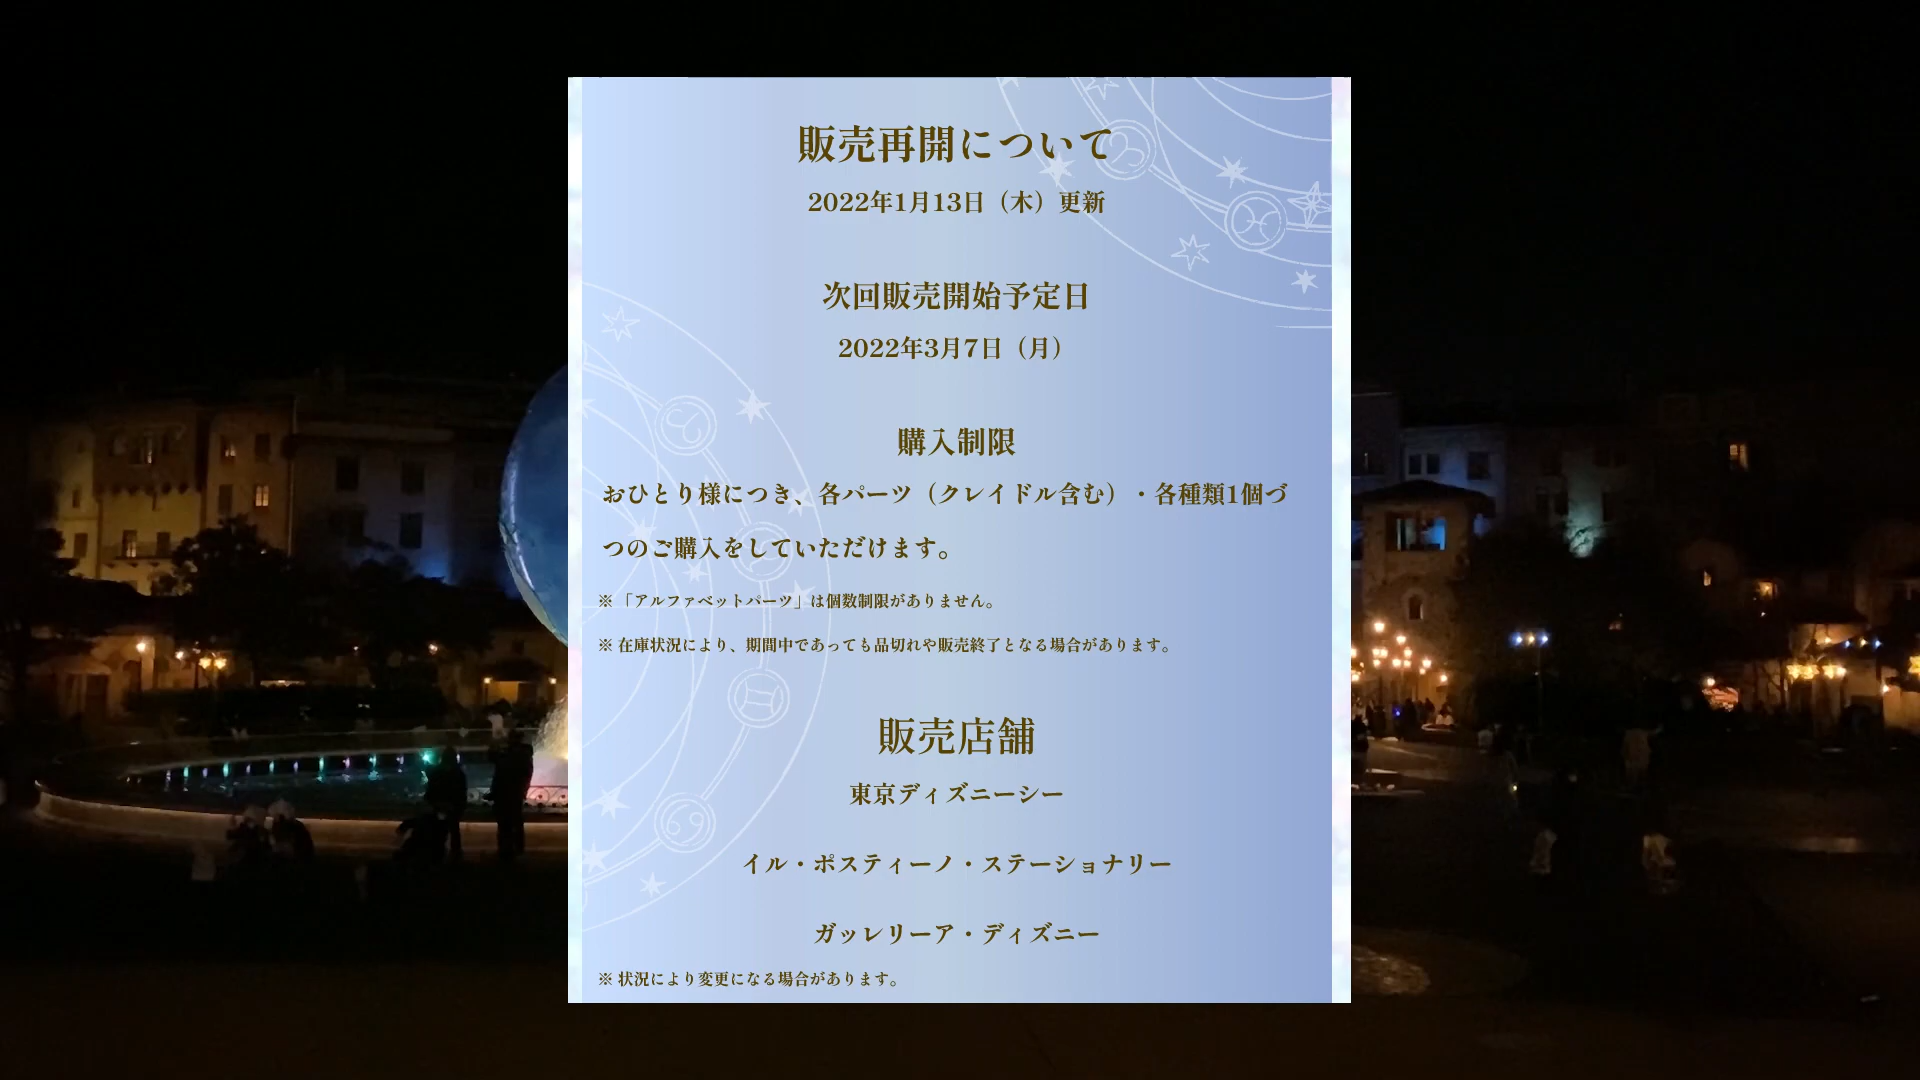 販売再開について
2022年1月13日（木）更新
次回販売開始予定日
2022年3月7日（月）
購入制限
おひとり様につき、各パーツ（クレイドル含む）・各種類1個づ
つのご購入をしていただけます。
※「アルファベットパーツ」は個数制限がありません。
※ 在庫状況により、期間中であっても品切れや販売終了となる場合があります。
販売店舗
東京ディズニーシー
イル・ポスティーノ・ステーショナリー
ガッレリーア・ディズニー
※ 状況により変更になる場合があります。